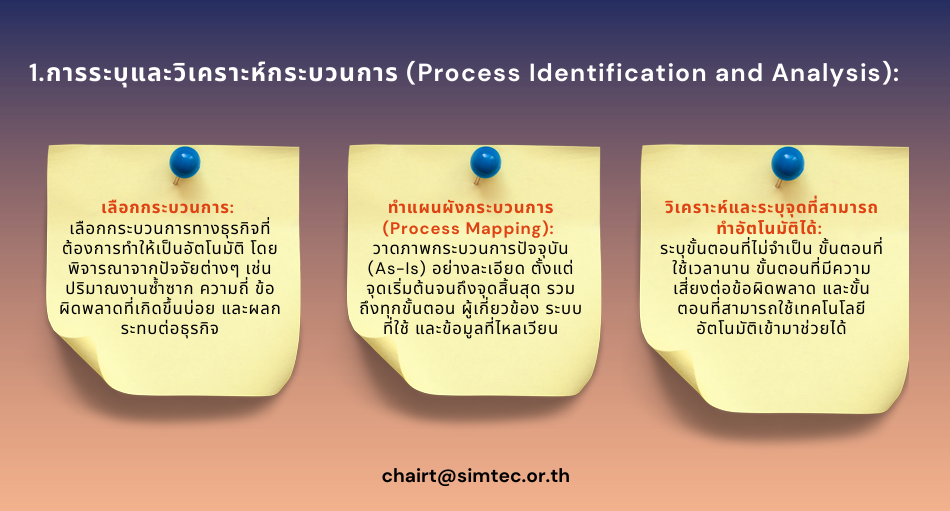 1.การระบุและวิเคราะห์กระบวนการ (Process Identification and Analysis):
เลือกกระบวนการ:
เลือกกระบวนการทางธุรกิจที่
ต้องการทำให้เป็นอัตโนมัติ โดย
พิจารณาจากปัจจัยต่างๆ เช่น
ปริมาณงานซ้ำซาก ความถี่ ข้อ
ผิดพลาดที่เกิดขึ้นบ่อย และผลก
ระทบต่อธุรกิจ
ทำแผนผังกระบวนการ
(Process Mapping):
วาดภาพกระบวนการปัจจุบัน
(As-Is) อย่างละเอียด ตั้งแต่
จุดเริ่มต้นจนถึงจุดสิ้นสุด รวม
ถึงทุกขั้นตอน ผู้เกี่ยวข้อง ระบบ
ที่ใช้ และข้อมูลที่ไหลเวียน
วิเคราะห์และระบุจุดที่สามารถ
ทำอัตโนมัติได้:
ระบุขั้นตอนที่ไม่จำเป็น ขั้นตอนที่
ใช้เวลานาน ขั้นตอนที่มีความ
เสี่ยงต่อข้อผิดพลาด และขั้น
ตอนที่สามารถใช้เทคโนโลยี
อัตโนมัติเข้ามาช่วยได้
chairt@simtec.or.th